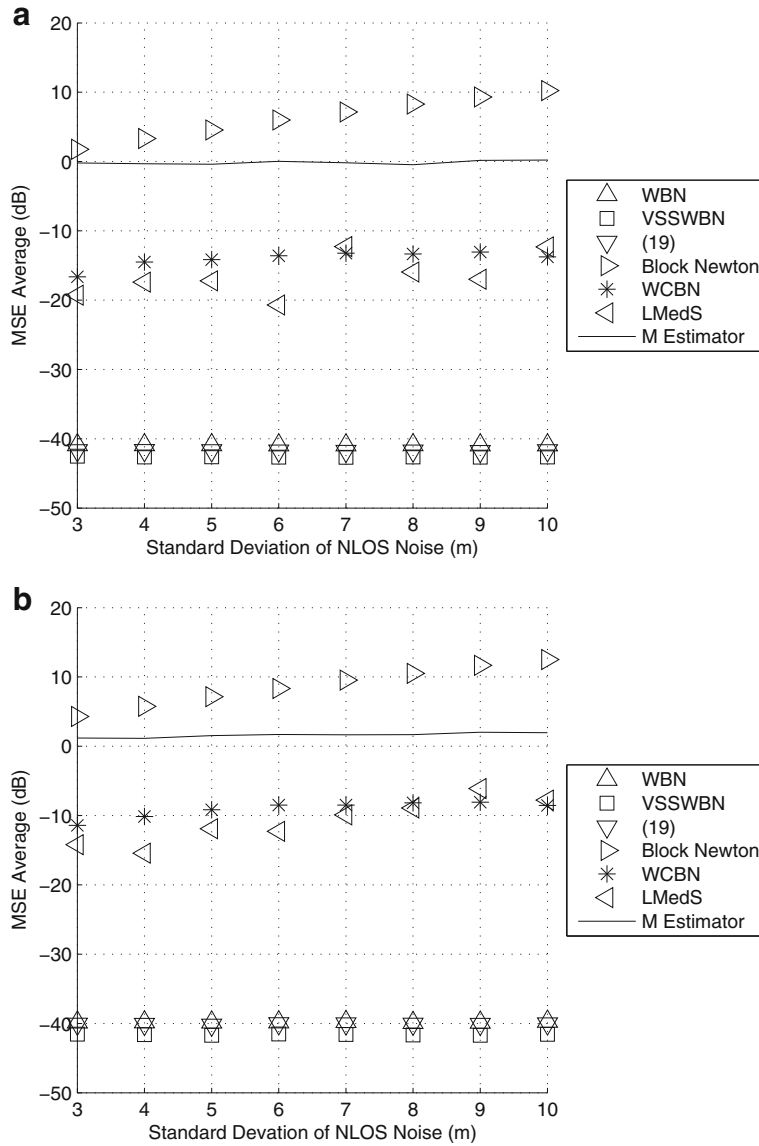 a
20
10
0
−10
−20
−30
−40
−50
MSE Average (dB)
3 4 5 6 7 8 9 10
Standard Deviation of NLOS Noise (m)
WBN
VSSWBN
(19)
Block Newton
WCBN
LMedS
M Estimator
b
20
10
0
−10
−20
−30
−40
−50
MSE Average (dB)
3 4 5 6 7 8 9 10
Standard Devation of NLOS Noise (m)
WBN
VSSWBN
(19)
Block Newton
WCBN
LMedS
M Estimator